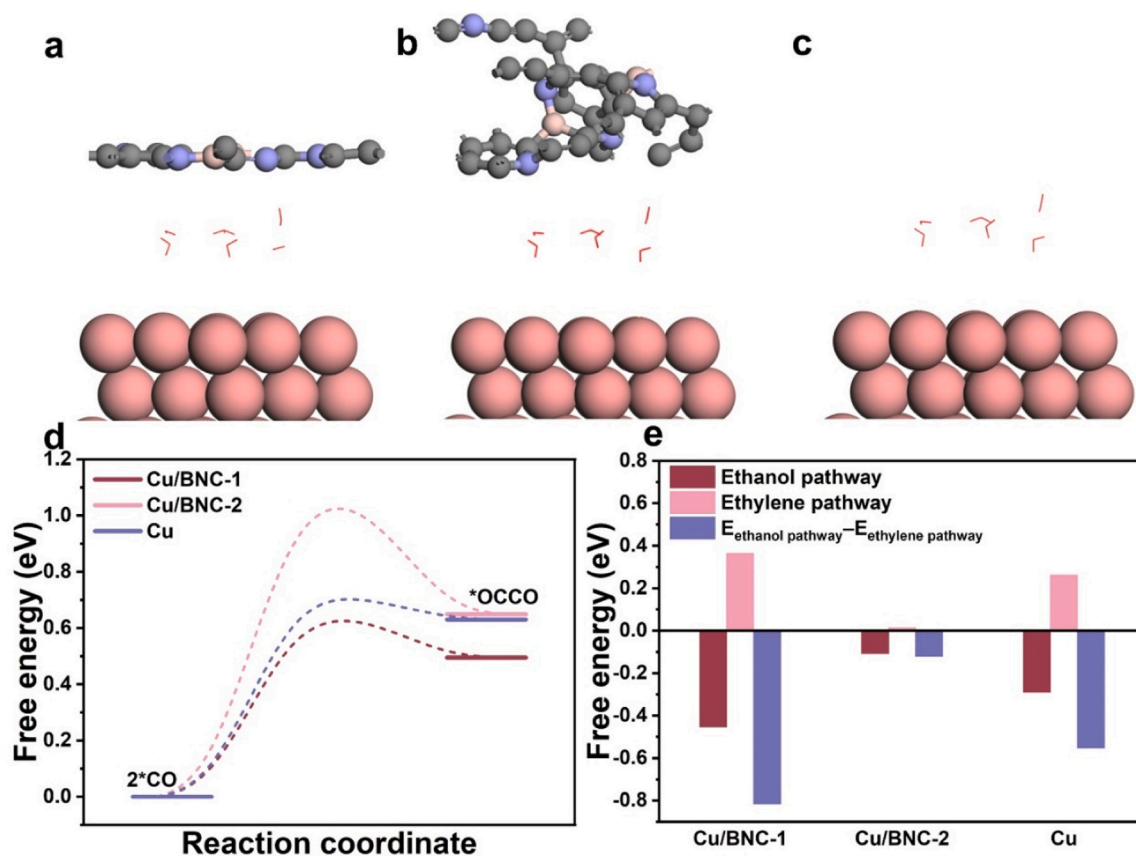 a
b
c
d
1.2
1.0
0.8
0.6
0.4
0.2
0.0
Free energy (eV)
Cu/BNC-1
Cu/BNC-2
Cu
2*CO
*OCCO
Reaction coordinate
e
0.8
0.6
0.4
0.2
0.0
-0.2
-0.4
-0.6
-0.8
Free energy (eV)
Ethanol pathway
Ethylene pathway
Eethanol pathway–Eethylene pathway
Cu/BNC-1 Cu/BNC-2 Cu